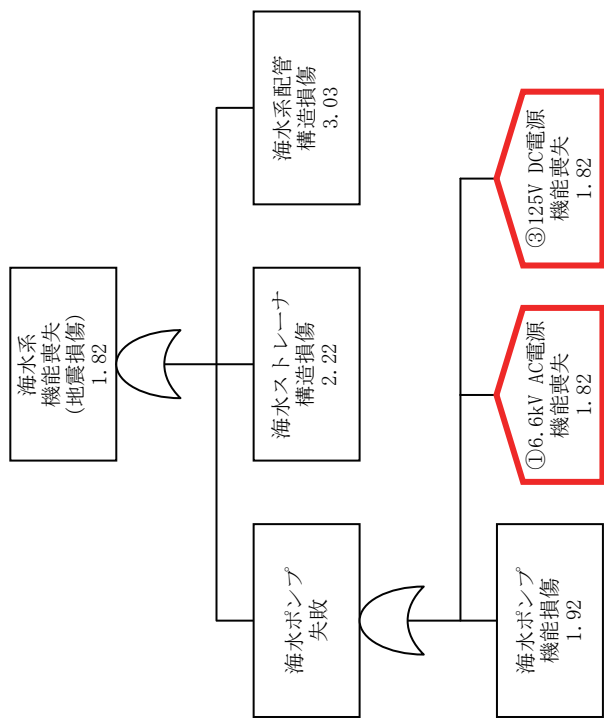 海水系
機能喪失
(地震損傷)
1.82
海水ポンプ
失敗
海水ストレーナ
構造損傷
2.22
海水系配管
構造損傷
3.03
海水ポンプ
機能損傷
1.92
①6.6kV AC電源
機能喪失
1.82
③125V DC電源
機能喪失
1.82